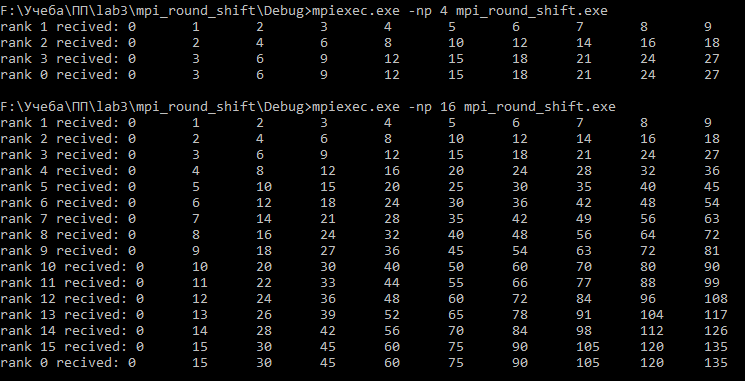 F:\Учеба\ПП\lab3\mpi_round_shift\Debug>mpiexec.exe -np 4 mpi_round_shift.exe
rank 1 recived: 0 1 2 3 4 5 6 7 8 9
rank 2 recived: 0 2 4 6 8 10 12 14 16 18
rank 3 recived: 0 3 6 9 12 15 18 21 24 27
rank 0 recived: 0 3 6 9 12 15 18 21 24 27
F:\Учеба\ПП\lab3\mpi_round_shift\Debug>mpiexec.exe -np 16 mpi_round_shift.exe
rank 1 recived: 0 1 2 3 4 5 6 7 8 9
rank 2 recived: 0 2 4 6 8 10 12 14 16 18
rank 3 recived: 0 3 6 9 12 15 18 21 24 27
rank 4 recived: 0 4 8 12 16 20 24 28 32 36
rank 5 recived: 0 5 10 15 20 25 30 35 40 45
rank 6 recived: 0 6 12 18 24 30 36 42 48 54
rank 7 recived: 0 7 14 21 28 35 42 49 56 63
rank 8 recived: 0 8 16 24 32 40 48 56 64 72
rank 9 recived: 0 9 18 27 36 45 54 63 72 81
rank 10 recived: 0 10 20 30 40 50 60 70 80 90
rank 11 recived: 0 11 22 33 44 55 66 77 88 99
rank 12 recived: 0 12 24 36 48 60 72 84 96 108
rank 13 recived: 0 13 26 39 52 65 78 91 104 117
rank 14 recived: 0 14 28 42 56 70 84 98 112 126
rank 15 recived: 0 15 30 45 60 75 90 105 120 135
rank 0 recived: 0 15 30 45 60 75 90 105 120 135